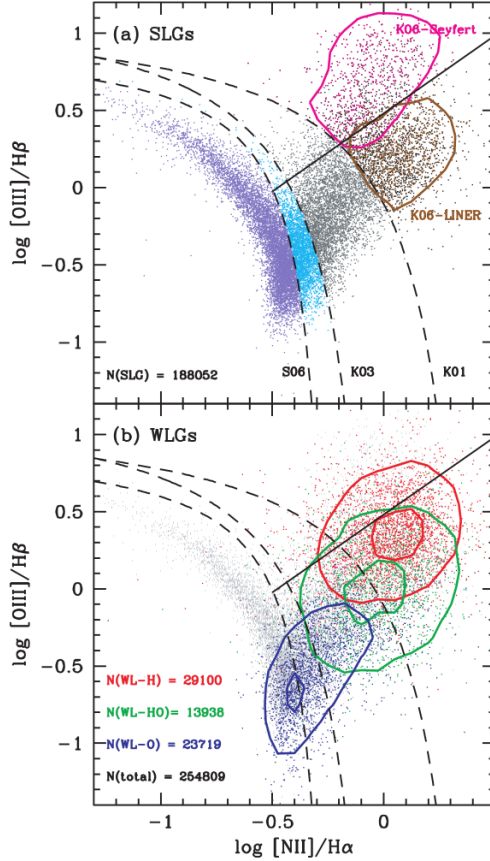 (a) SLGs
K06-Seyfert
1
0.5
K06-LINER
0
-0.5
-1
log [OIII]/Hβ
N(SLG) = 188052
S06
K03
K01
(b) WLGs
1
0.5
0
-0.5
-1
log [OIII]/Hβ
N(WL-H) = 29100
N(WL-HO)= 13938
N(WL-O) = 23719
N(total) = 254809
-1
-0.5
0
log [NII]/Hα